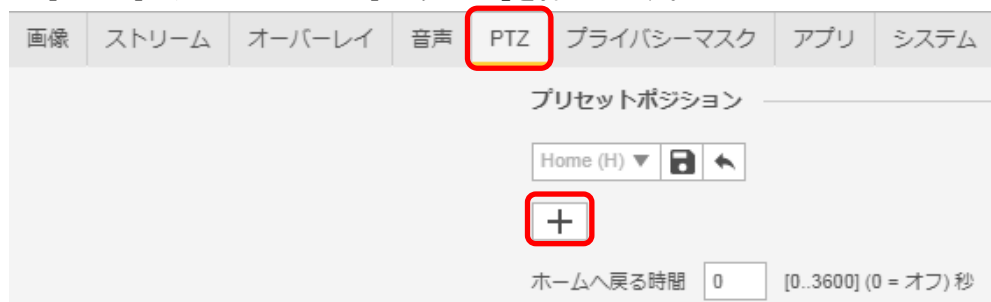 画像 ストリーム オーバーレイ 音声 PTZ プライバシーマスク アプリ システム
プリセットポジション
Home (H) ▼
+
ホームへ戻る時間 0 [0..3600] (0 = オフ) 秒